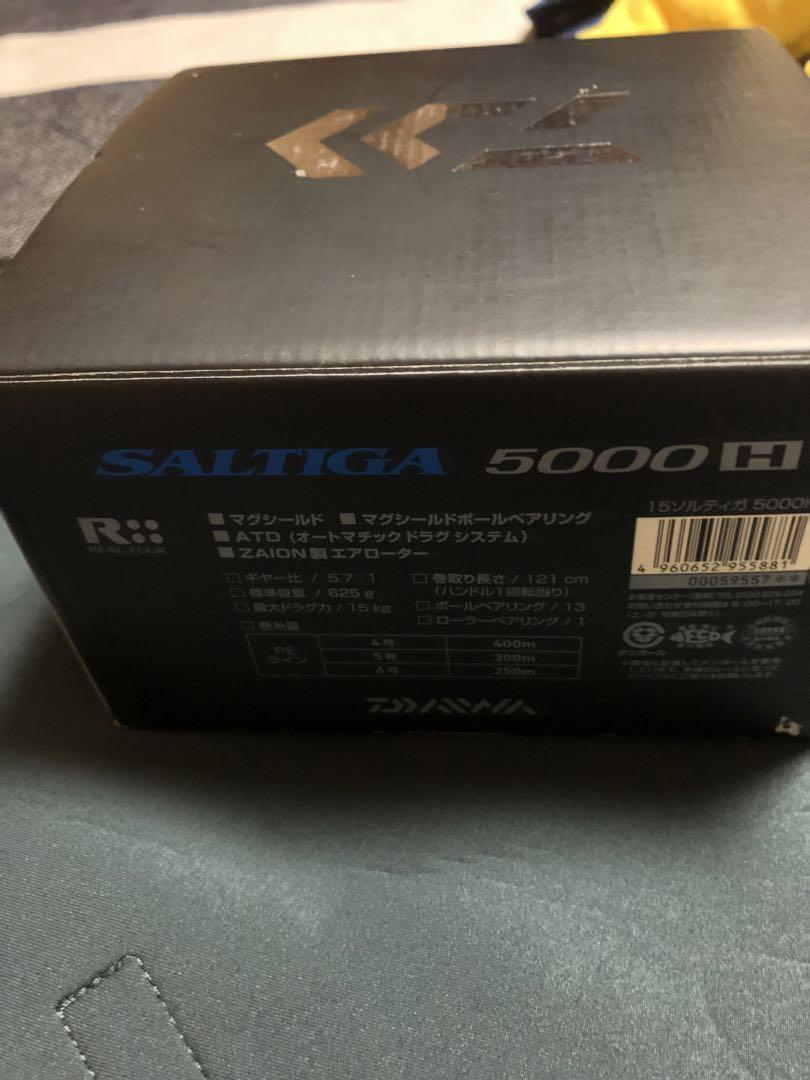 SALTIGA 5000 H
R
REAL FOUR
■ マグシールド ■ マグシールドボールベアリング
■ ATD (オートマチックドラグシステム)
■ ZAION製エアローター
□ ギヤー比 / 5.7:1
□ 標準自重 / 625g
□ 最大ドラグ力 / 15kg
□ 巻糸量
□ 巻取り長さ / 121cm
(ハンドル1回転当り)
□ ボールベアリング / 13
□ ローラーベアリング / 1
PE
ライン
4号 400m
5号 300m
6号 250m
DAIWA
15ソルティガ 5000H
4 960652 955881
00059557 **
ダンボール